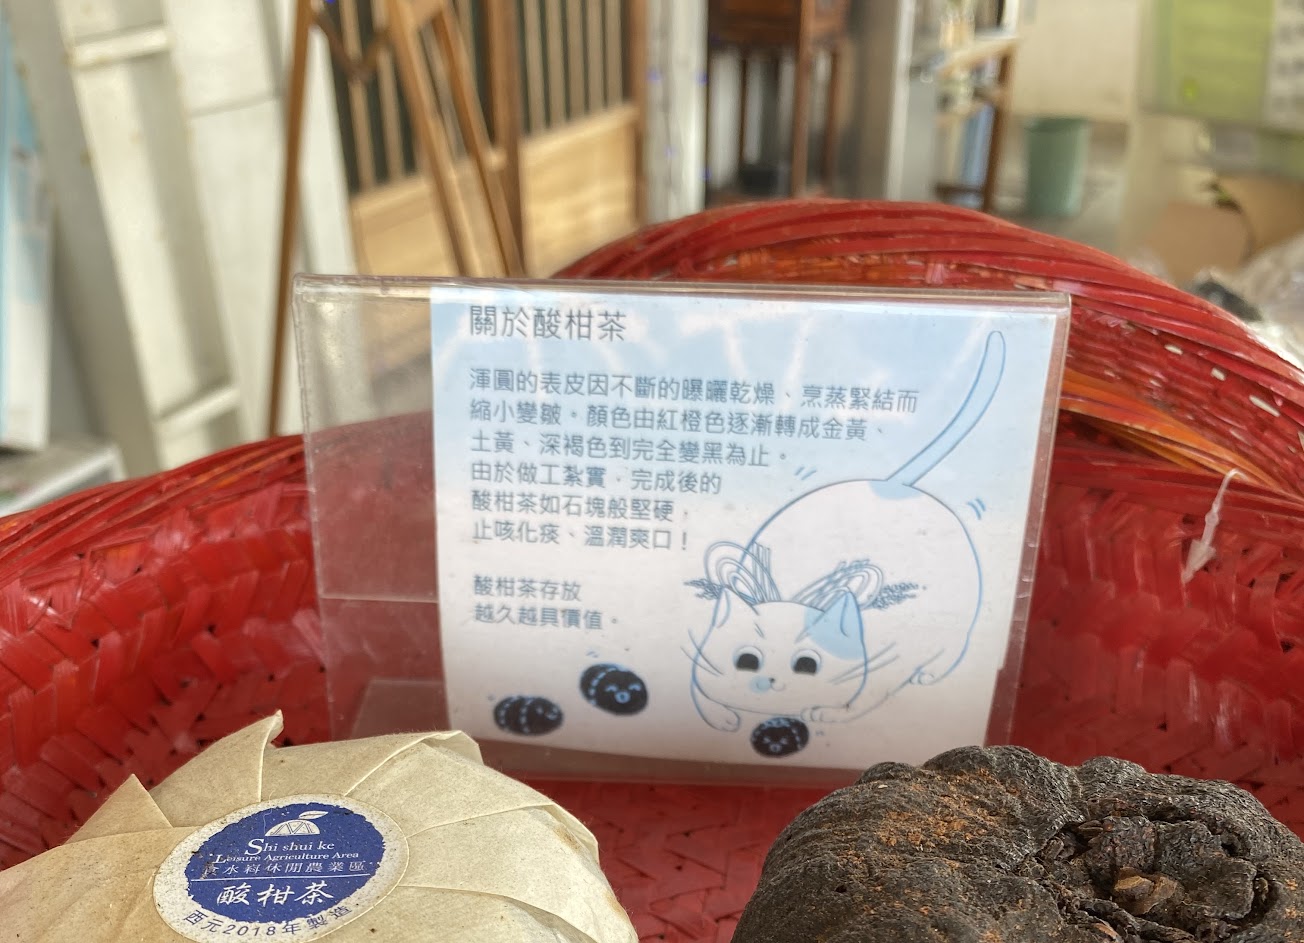 關於酸柑茶
渾圓的表皮因不斷的曝曬乾燥、烹蒸緊結而
縮小變皺。顏色由紅橙色逐漸轉成金黃、
土黃、深褐色到完全變黑為止。
由於做工紮實，完成後的
酸柑茶如石塊般堅硬，
止咳化痰、溫潤爽口！
酸柑茶存放
越久越具價值。
Shi shui ke
Leisure Agriculture Area
食水嵙休閒農業區
酸柑茶
西元2018年製造